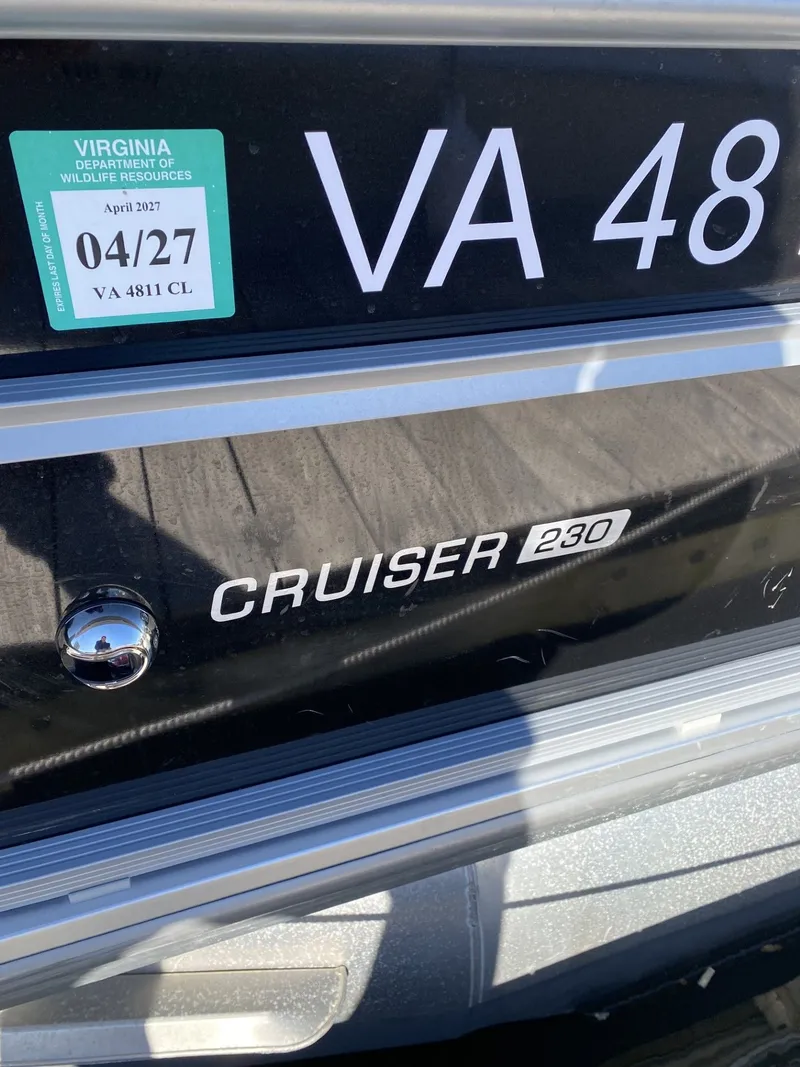 VIRGINIA
DEPARTMENT OF
WILDLIFE RESOURCES
EXPIRES LAST DAY OF MONTH
April 2027
04/27
VA 4811 CL
VA 48
CRUISER 230